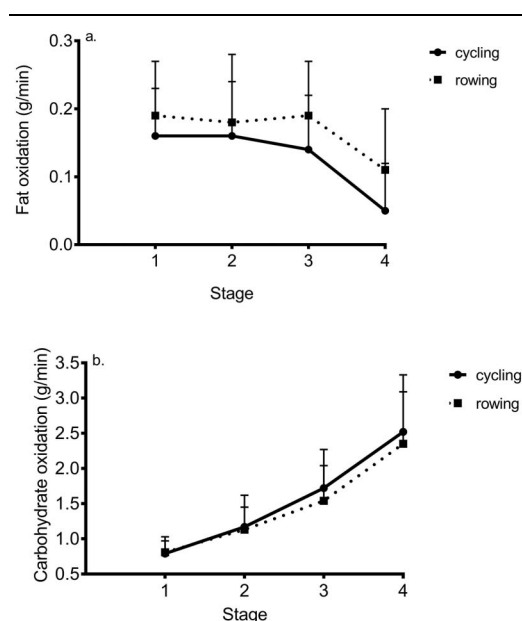 a.
0.3
0.2
0.1
0.0
Fat oxidation (g/min)
1 2 3 4
Stage
cycling
rowing
b.
3.5
3.0
2.5
2.0
1.5
1.0
0.5
Carbohydrate oxidation (g/min)
1 2 3 4
Stage
cycling
rowing